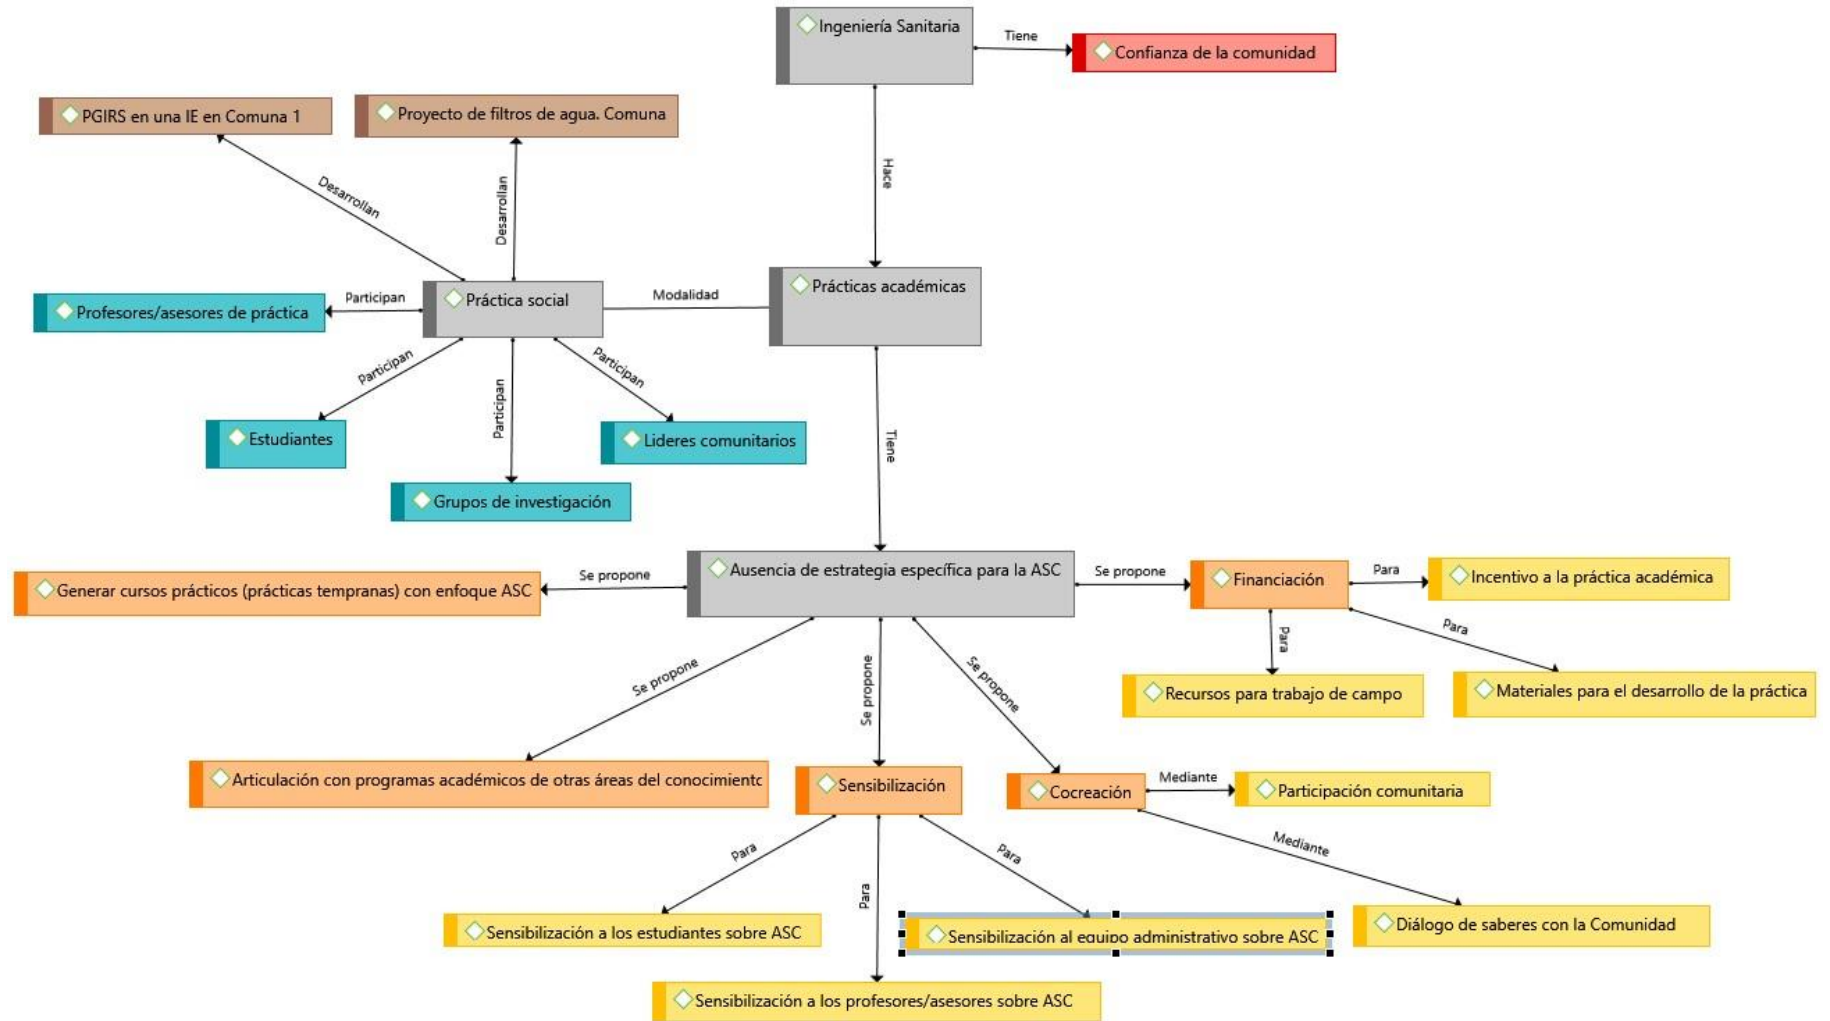 Ingeniería Sanitaria
Tiene
Confianza de la comunidad
PGIRS en una IE en Comuna 1
Proyecto de filtros de agua. Comuna
Hace
Desarrollan
Desarrollan
Prácticas académicas
Modalidad
Práctica social
Participan
Profesores/asesores de práctica
Participan
Participan
Participan
Estudiantes
Lideres comunitarios
Grupos de investigación
Tiene
Ausencia de estrategia específica para la ASC
Se propone
Generar cursos prácticos (prácticas tempranas) con enfoque ASC
Se propone
Financiación
Para
Incentivo a la práctica académica
Para
Para
Recursos para trabajo de campo
Materiales para el desarrollo de la práctica
Se propone
Se propone
Se propone
Articulación con programas académicos de otras áreas del conocimiento
Sensibilización
Cocreación
Mediante
Participación comunitaria
Mediante
Para
Para
Para
Sensibilización a los estudiantes sobre ASC
Sensibilización al equipo administrativo sobre ASC
Diálogo de saberes con la Comunidad
Sensibilización a los profesores/asesores sobre ASC